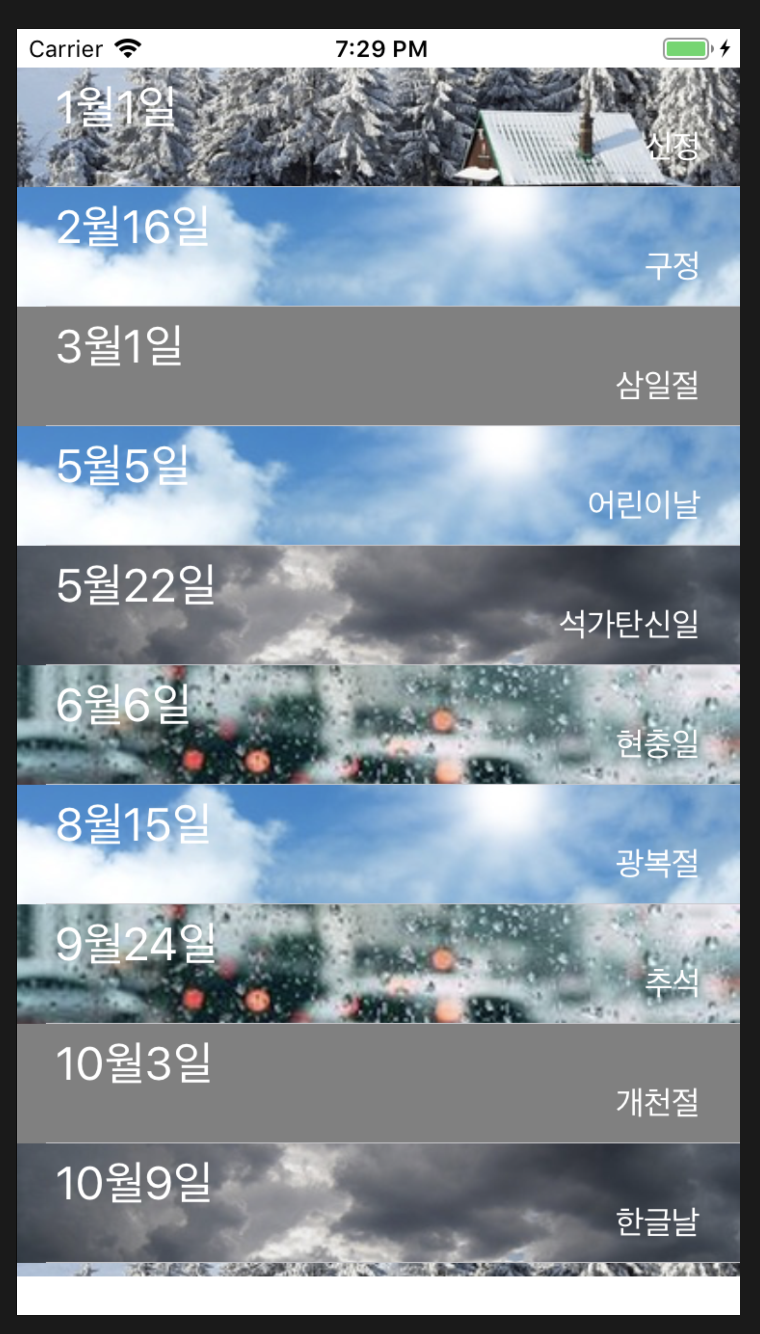 Carrier 7:29 PM
1월1일
신정
2월16일
구정
3월1일
삼일절
5월5일
어린이날
5월22일
석가탄신일
6월6일
현충일
8월15일
광복절
9월24일
추석
10월3일
개천절
10월9일
한글날